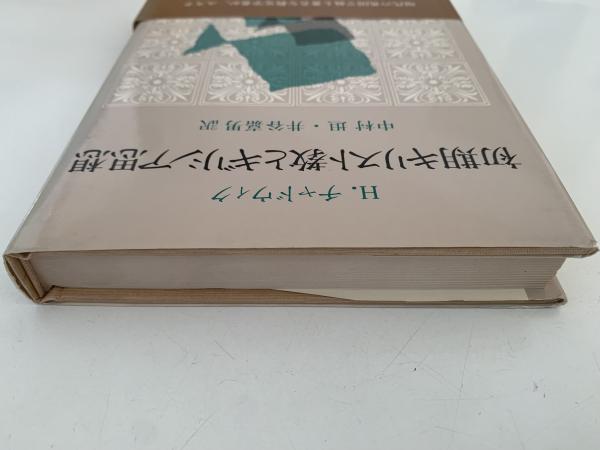 H. チャドウィク
初期キリスト教とギリシア思想
中村坦・井谷嘉男訳